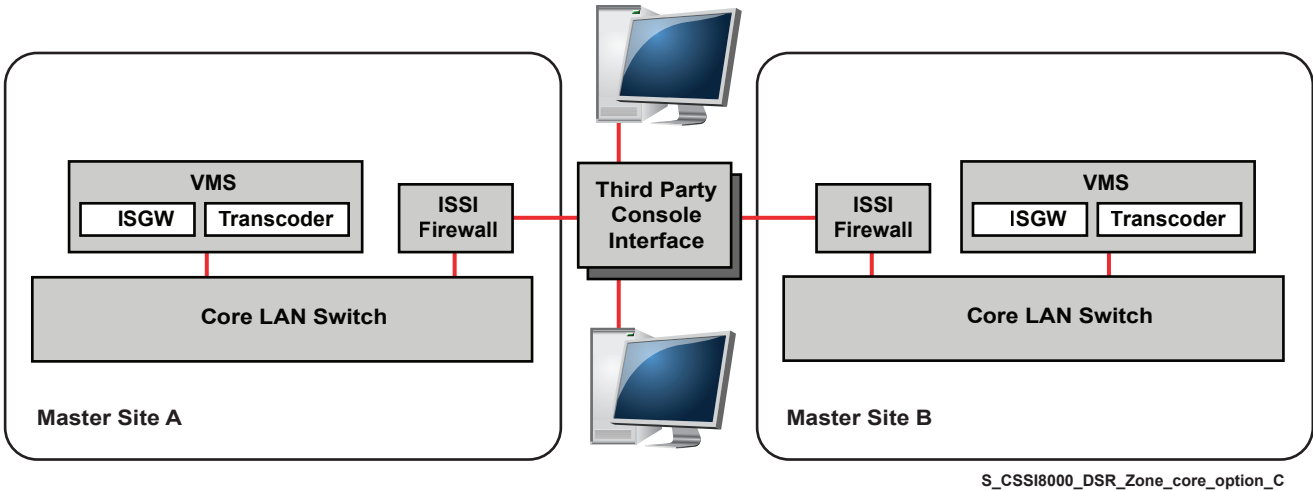 VMS
ISGW
Transcoder
ISSI
Firewall
Core LAN Switch
Master Site A
Third Party
Console
Interface
ISSI
Firewall
VMS
ISGW
Transcoder
Core LAN Switch
Master Site B
S_CSSI8000_DSR_Zone_core_option_C